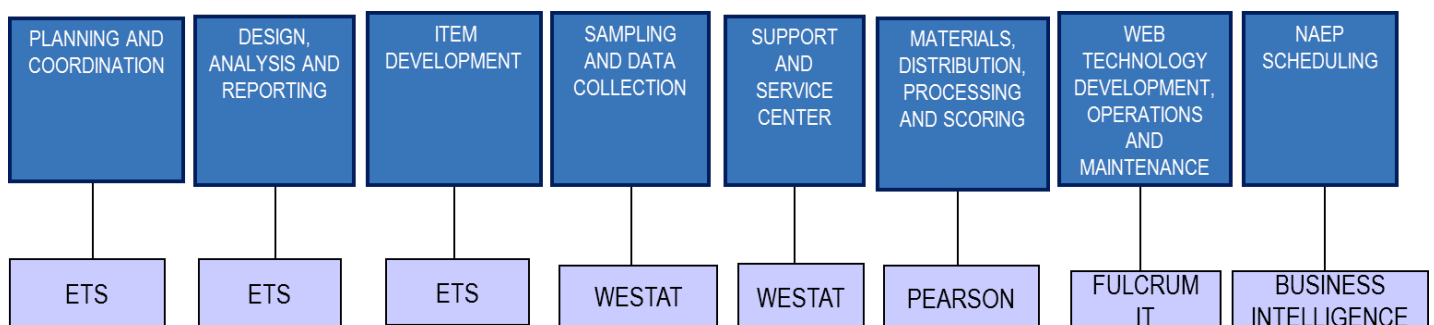 PLANNING AND
COORDINATION
DESIGN,
ANALYSIS AND
REPORTING
ITEM
DEVELOPMENT
SAMPLING
AND DATA
COLLECTION
SUPPORT
AND
SERVICE
CENTER
MATERIALS,
DISTRIBUTION,
PROCESSING
AND SCORING
WEB
TECHNOLOGY
DEVELOPMENT,
OPERATIONS
AND
MAINTENANCE
NAEP
SCHEDULING
ETS
ETS
ETS
WESTAT
WESTAT
PEARSON
FULCRUM
IT
BUSINESS
INTELLIGENCE